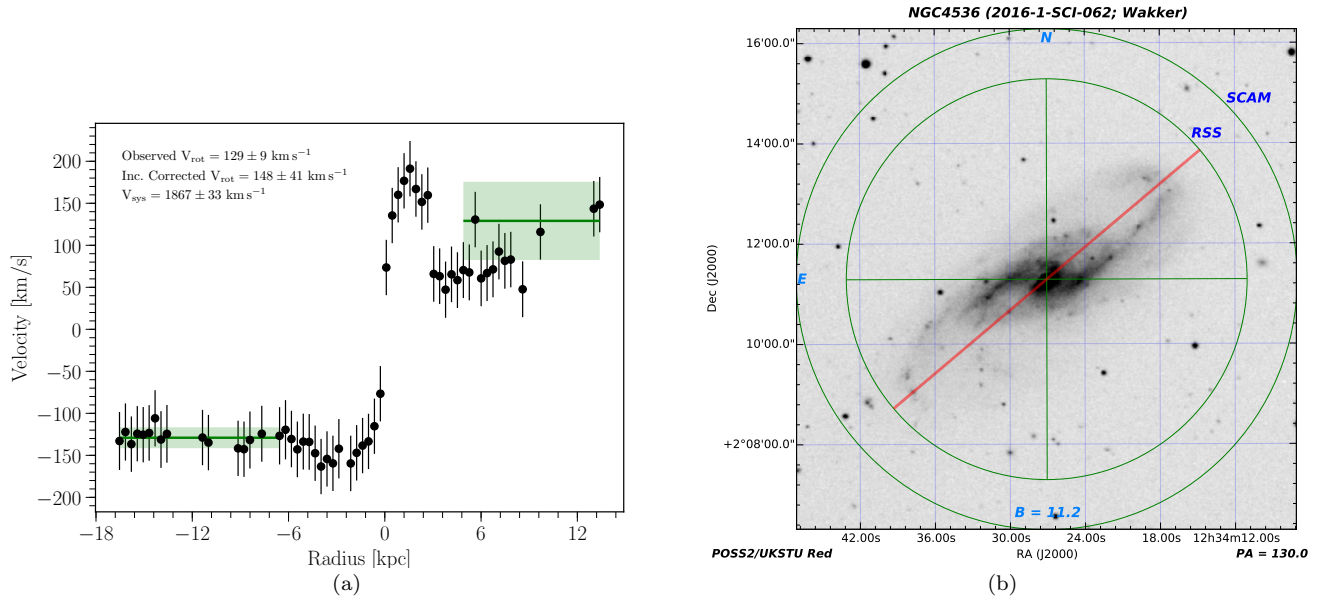 Observed V_rot = 129 ± 9 km s⁻¹
Inc. Corrected V_rot = 148 ± 41 km s⁻¹
V_sys = 1867 ± 33 km s⁻¹
200
150
100
50
0
−50
−100
−150
−200
Velocity [km/s]
−18 −12 −6 0 6 12
Radius [kpc]
(a)
NGC4536 (2016-1-SCI-062; Wakker)
16'00.0"
14'00.0"
12'00.0"
10'00.0"
+2°08'00.0"
Dec (J2000)
N
SCAM
RSS
E
B = 11.2
42.00s 36.00s 30.00s 24.00s 18.00s 12h34m12.00s
POSS2/UKSTU Red RA (J2000) PA = 130.0
(b)